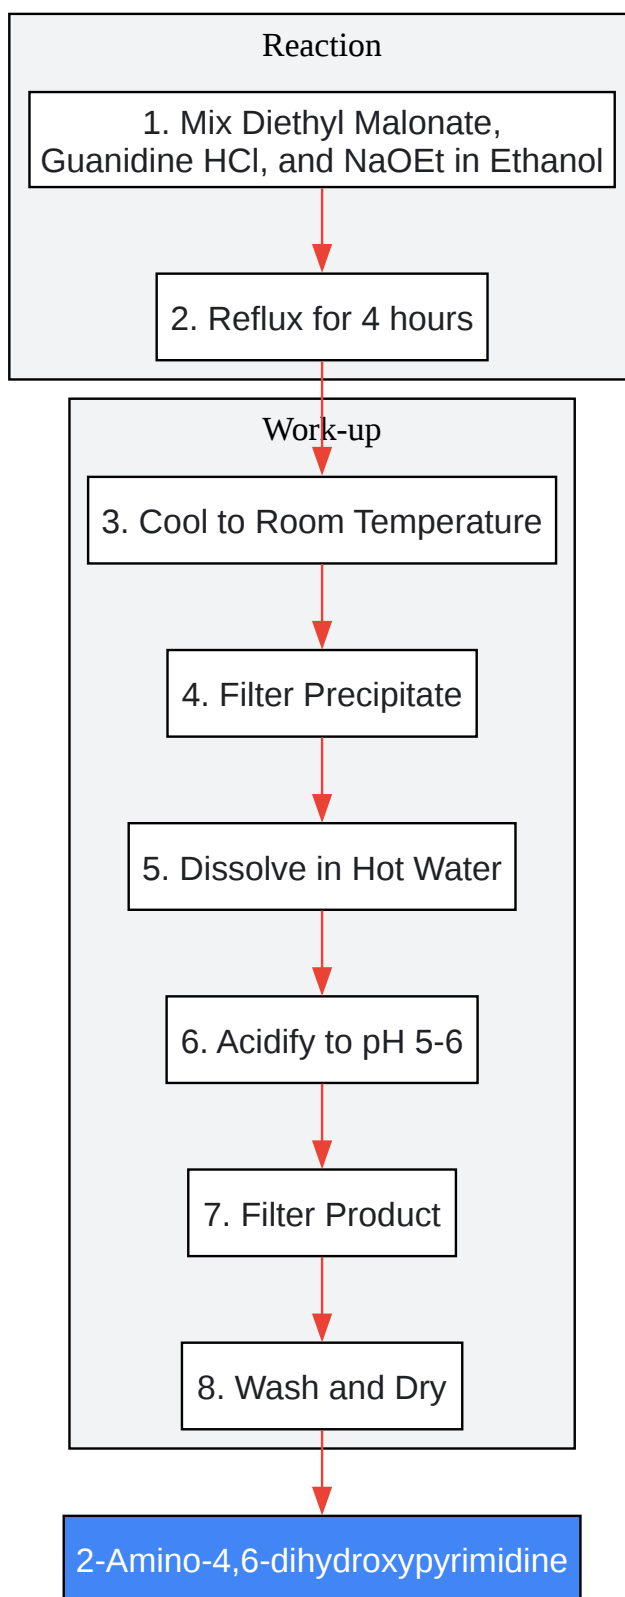 Reaction
1. Mix Diethyl Malonate,
Guanidine HCl, and NaOEt in Ethanol
2. Reflux for 4 hours
Work-up
3. Cool to Room Temperature
4. Filter Precipitate
5. Dissolve in Hot Water
6. Acidify to pH 5-6
7. Filter Product
8. Wash and Dry
2-Amino-4,6-dihydroxypyrimidine